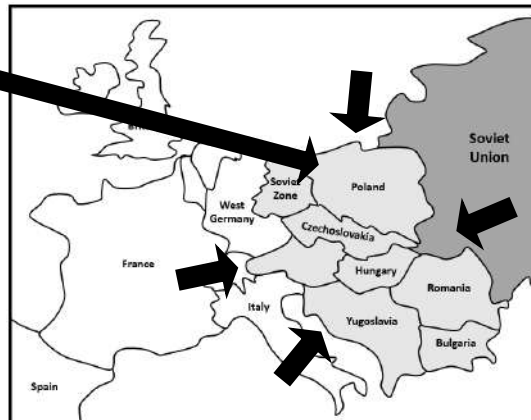 Soviet
Union
Soviet
Zone
Poland
West
Germany
Czechoslovakia
France
Hungary
Romania
Italy
Yugoslavia
Bulgaria
Spain